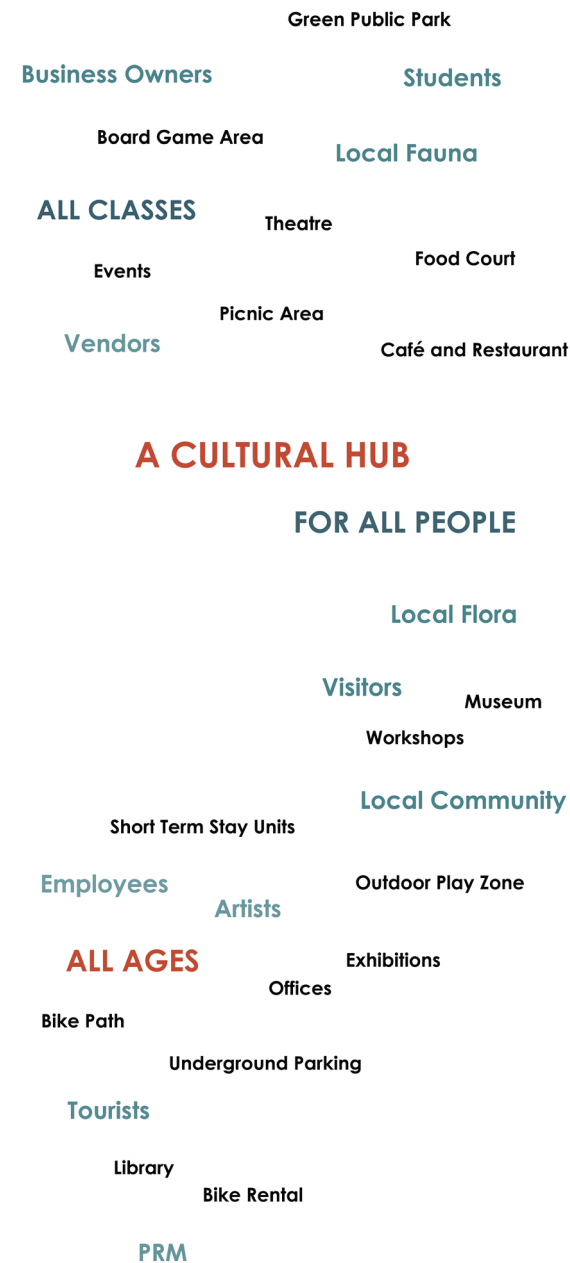 Green Public Park
Business Owners
Students
Board Game Area
Local Fauna
ALL CLASSES
Theatre
Food Court
Events
Picnic Area
Vendors
Café and Restaurant
A CULTURAL HUB
FOR ALL PEOPLE
Local Flora
Visitors
Museum
Workshops
Local Community
Short Term Stay Units
Employees
Outdoor Play Zone
Artists
ALL AGES
Exhibitions
Offices
Bike Path
Underground Parking
Tourists
Library
Bike Rental
PRM